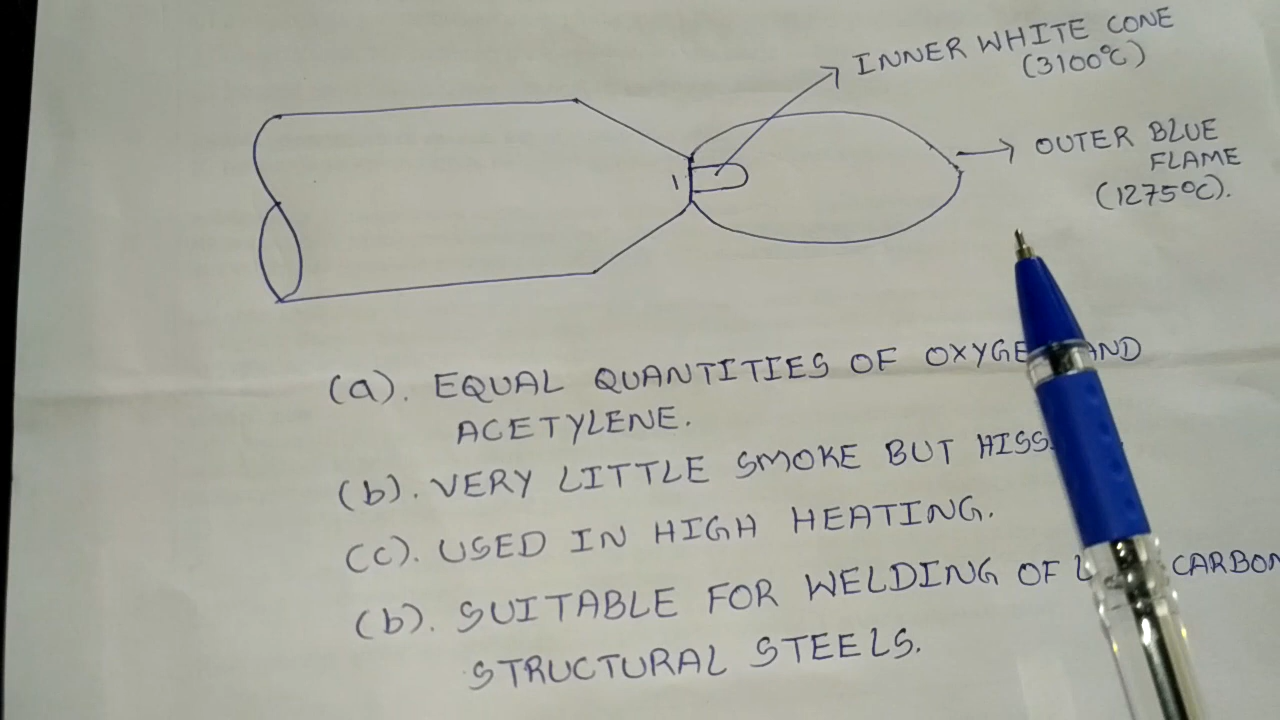 INNER WHITE CONE
(3100°C)
OUTER BLUE
FLAME
(1275°C).
1
(a). EQUAL QUANTITIES OF OXYGE AND
ACETYLENE.
(b). VERY LITTLE SMOKE BUT HISS
(c). USED IN HIGH HEATING.
(b). SUITABLE FOR WELDING OF CARBON
STRUCTURAL STEELS.